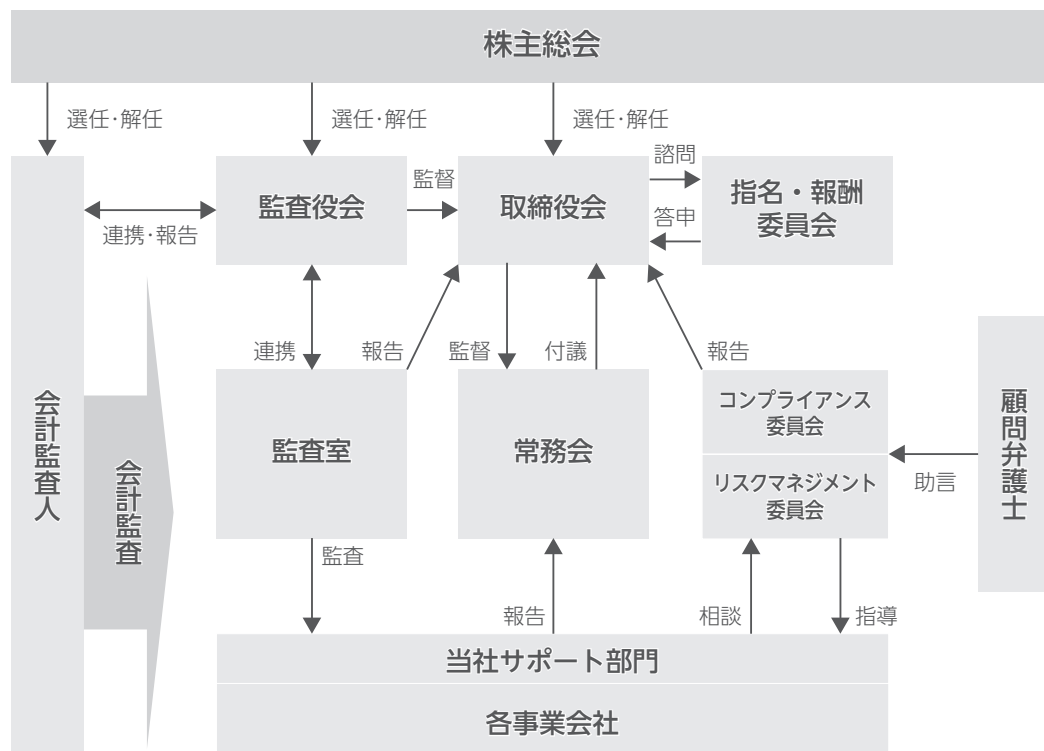 株主総会
選任・解任
選任・解任
選任・解任
監査役会
監督
取締役会
諮問
答申
指名・報酬
委員会
連携・報告
連携
報告
監督
付議
報告
会計監査人
会計監査
監査室
常務会
コンプライアンス
委員会
リスクマネジメント
委員会
助言
顧問弁護士
監査
報告
相談
指導
当社サポート部門
各事業会社